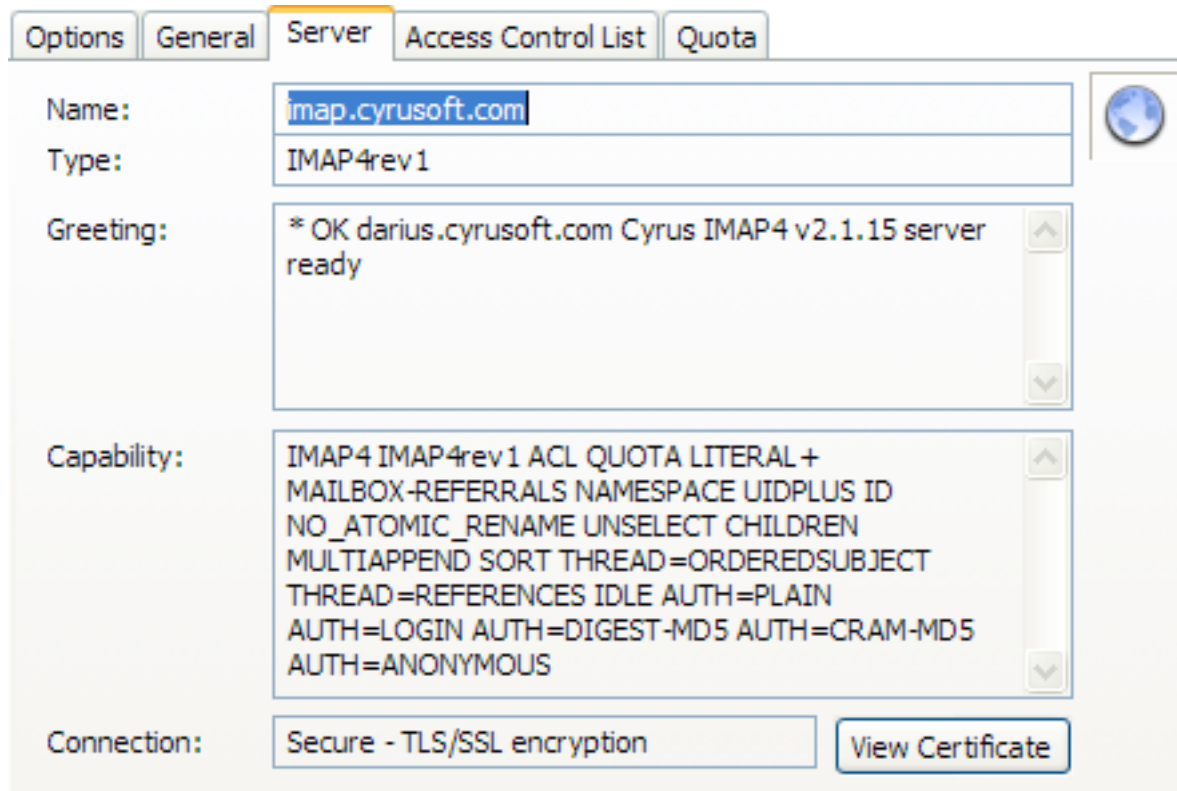 Options General Server Access Control List Quota
Name: imap.cyrusoft.com
Type: IMAP4rev1
Greeting: * OK darius.cyrusoft.com Cyrus IMAP4 v2.1.15 server
ready
Capability: IMAP4 IMAP4rev1 ACL QUOTA LITERAL+
MAILBOX-REFERRALS NAMESPACE UIDPLUS ID
NO_ATOMIC_RENAME UNSELECT CHILDREN
MULTIAPPEND SORT THREAD=ORDEREDSUBJECT
THREAD=REFERENCES IDLE AUTH=PLAIN
AUTH=LOGIN AUTH=DIGEST-MD5 AUTH=CRAM-MD5
AUTH=ANONYMOUS
Connection: Secure - TLS/SSL encryption View Certificate